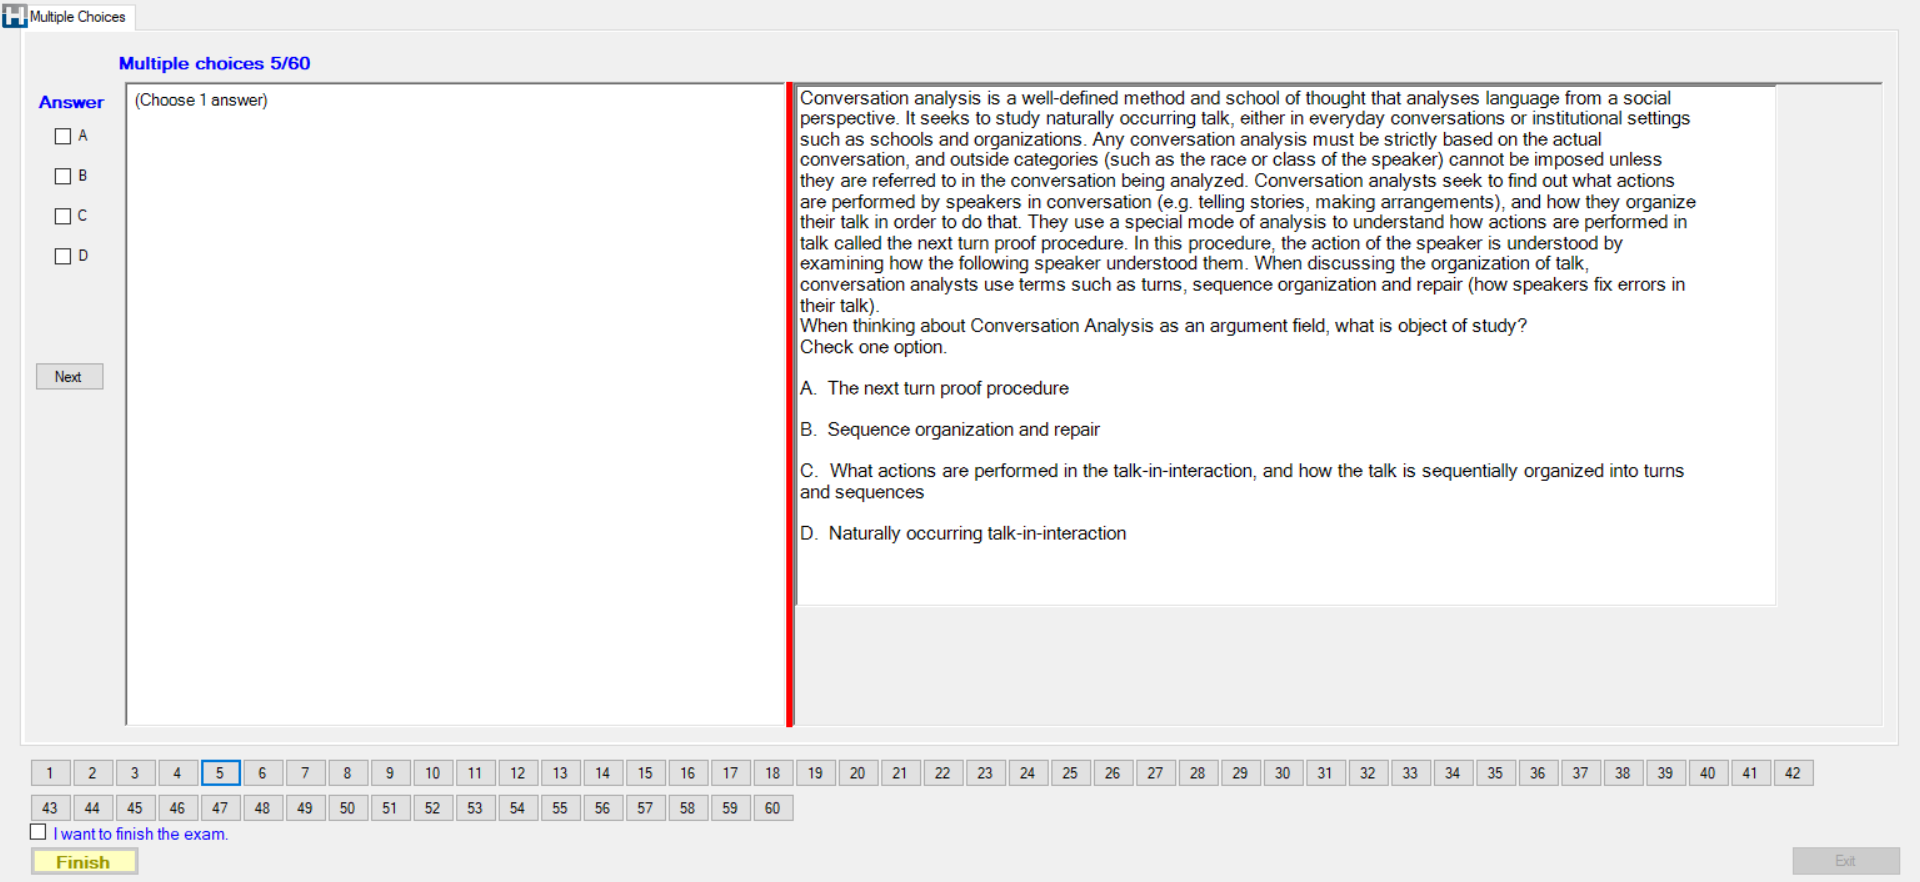 Multiple Choices
Multiple choices 5/60
Answer
A
B
C
D
Next
(Choose 1 answer)
Conversation analysis is a well-defined method and school of thought that analyses language from a social
perspective. It seeks to study naturally occurring talk, either in everyday conversations or institutional settings
such as schools and organizations. Any conversation analysis must be strictly based on the actual
conversation, and outside categories (such as the race or class of the speaker) cannot be imposed unless
they are referred to in the conversation being analyzed. Conversation analysts seek to find out what actions
are performed by speakers in conversation (e.g. telling stories, making arrangements), and how they organize
their talk in order to do that. They use a special mode of analysis to understand how actions are performed in
talk called the next turn proof procedure. In this procedure, the action of the speaker is understood by
examining how the following speaker understood them. When discussing the organization of talk,
conversation analysts use terms such as turns, sequence organization and repair (how speakers fix errors in
their talk).
When thinking about Conversation Analysis as an argument field, what is object of study?
Check one option.
A. The next turn proof procedure
B. Sequence organization and repair
C. What actions are performed in the talk-in-interaction, and how the talk is sequentially organized into turns
and sequences
D. Naturally occurring talk-in-interaction
1 2 3 4 5 6 7 8 9 10 11 12 13 14 15 16 17 18 19 20 21 22 23 24 25 26 27 28 29 30 31 32 33 34 35 36 37 38 39 40 41 42
43 44 45 46 47 48 49 50 51 52 53 54 55 56 57 58 59 60
I want to finish the exam.
Finish
Exit